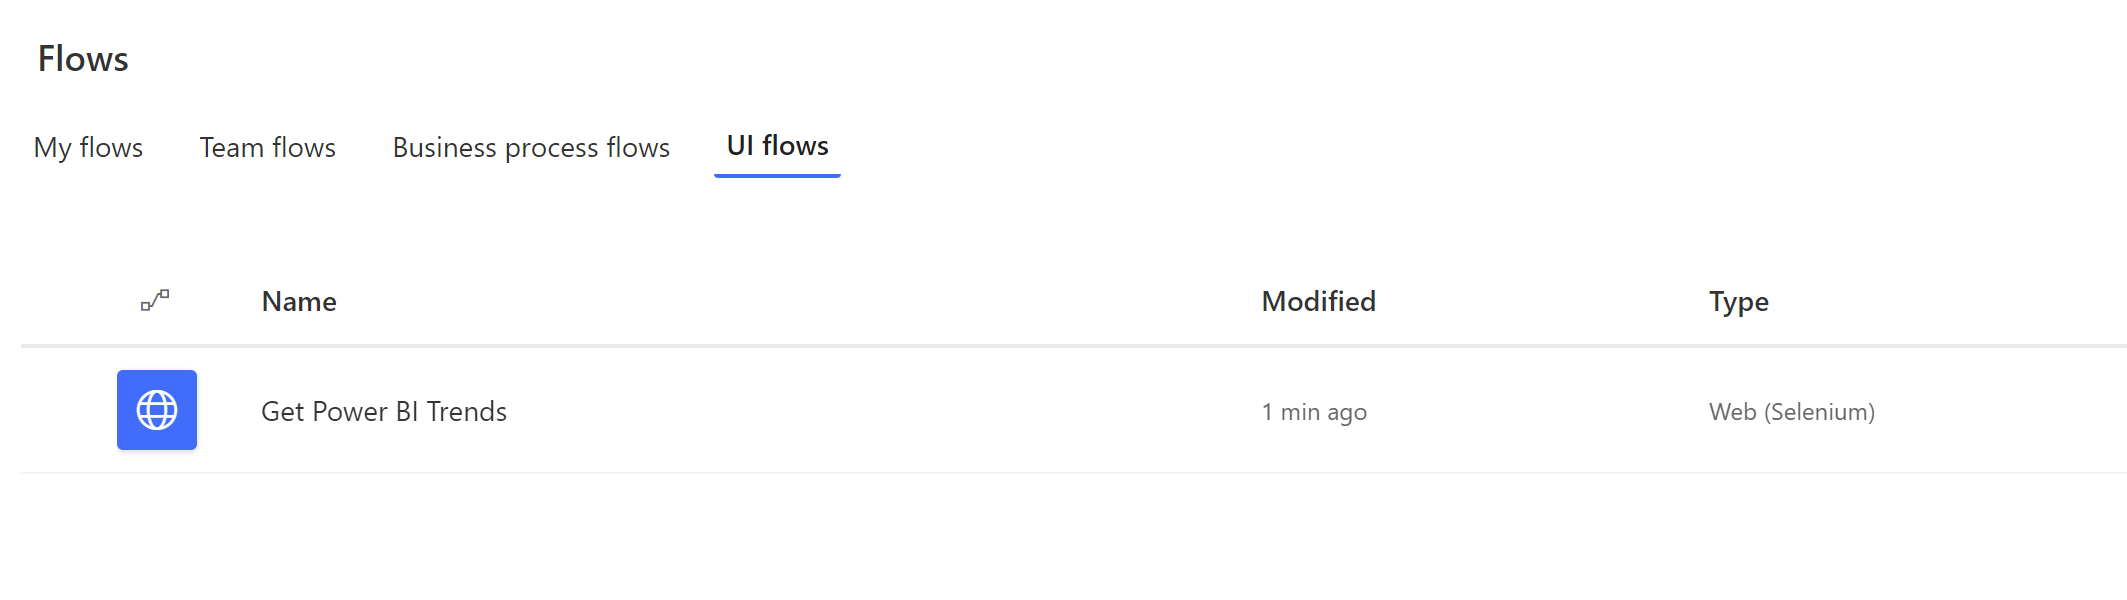 Flows
My flows Team flows Business process flows UI flows
Name Modified Type
Get Power BI Trends 1 min ago Web (Selenium)